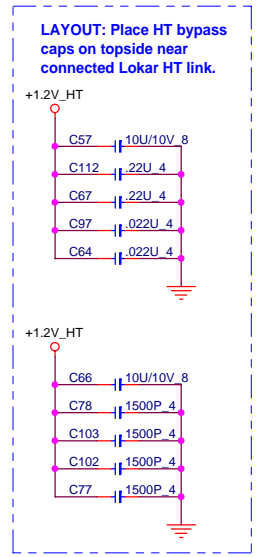 LAYOUT: Place HT bypass
caps on topside near
connected Lokar HT link.
+1.2V_HT
C57 10U/10V_8
C112 .22U_4
C67 .22U_4
C97 .022U_4
C64 .022U_4
+1.2V_HT
C66 10U/10V_8
C78 1500P_4
C103 1500P_4
C102 1500P_4
C77 1500P_4